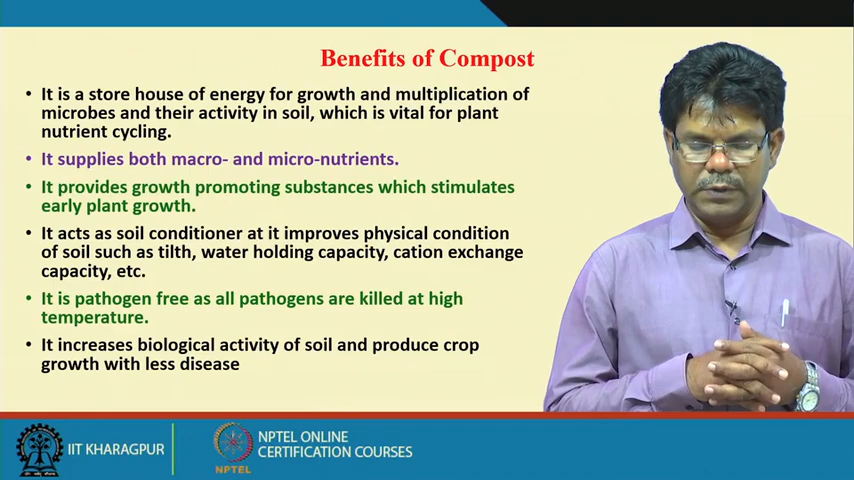 Benefits of Compost
• It is a store house of energy for growth and multiplication of
microbes and their activity in soil, which is vital for plant
nutrient cycling.
• It supplies both macro- and micro-nutrients.
• It provides growth promoting substances which stimulates
early plant growth.
• It acts as soil conditioner at it improves physical condition
of soil such as tilth, water holding capacity, cation exchange
capacity, etc.
• It is pathogen free as all pathogens are killed at high
temperature.
• It increases biological activity of soil and produce crop
growth with less disease
IIT KHARAGPUR
NPTEL
NPTEL ONLINE
CERTIFICATION COURSES